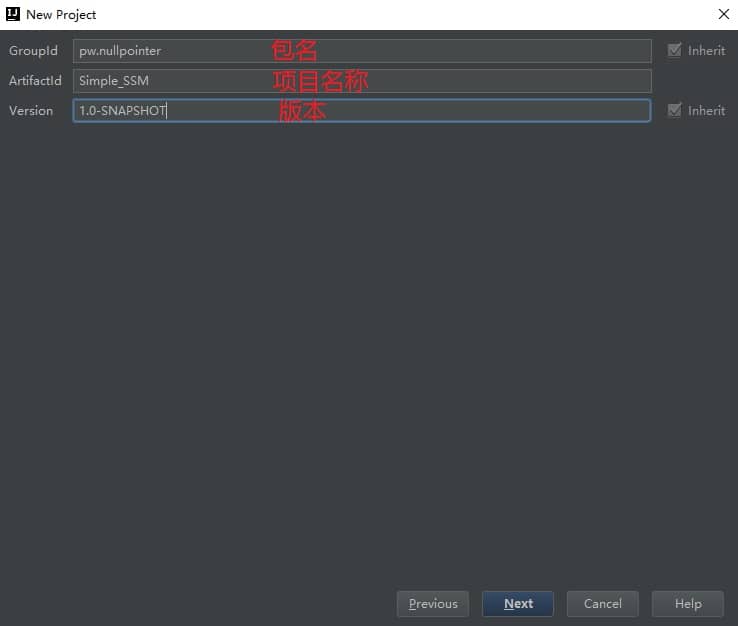 New Project
GroupId pw.nullpointer 包名 Inherit
ArtifactId Simple_SSM 项目名称
Version 1.0-SNAPSHOT 版本 Inherit
Previous Next Cancel Help